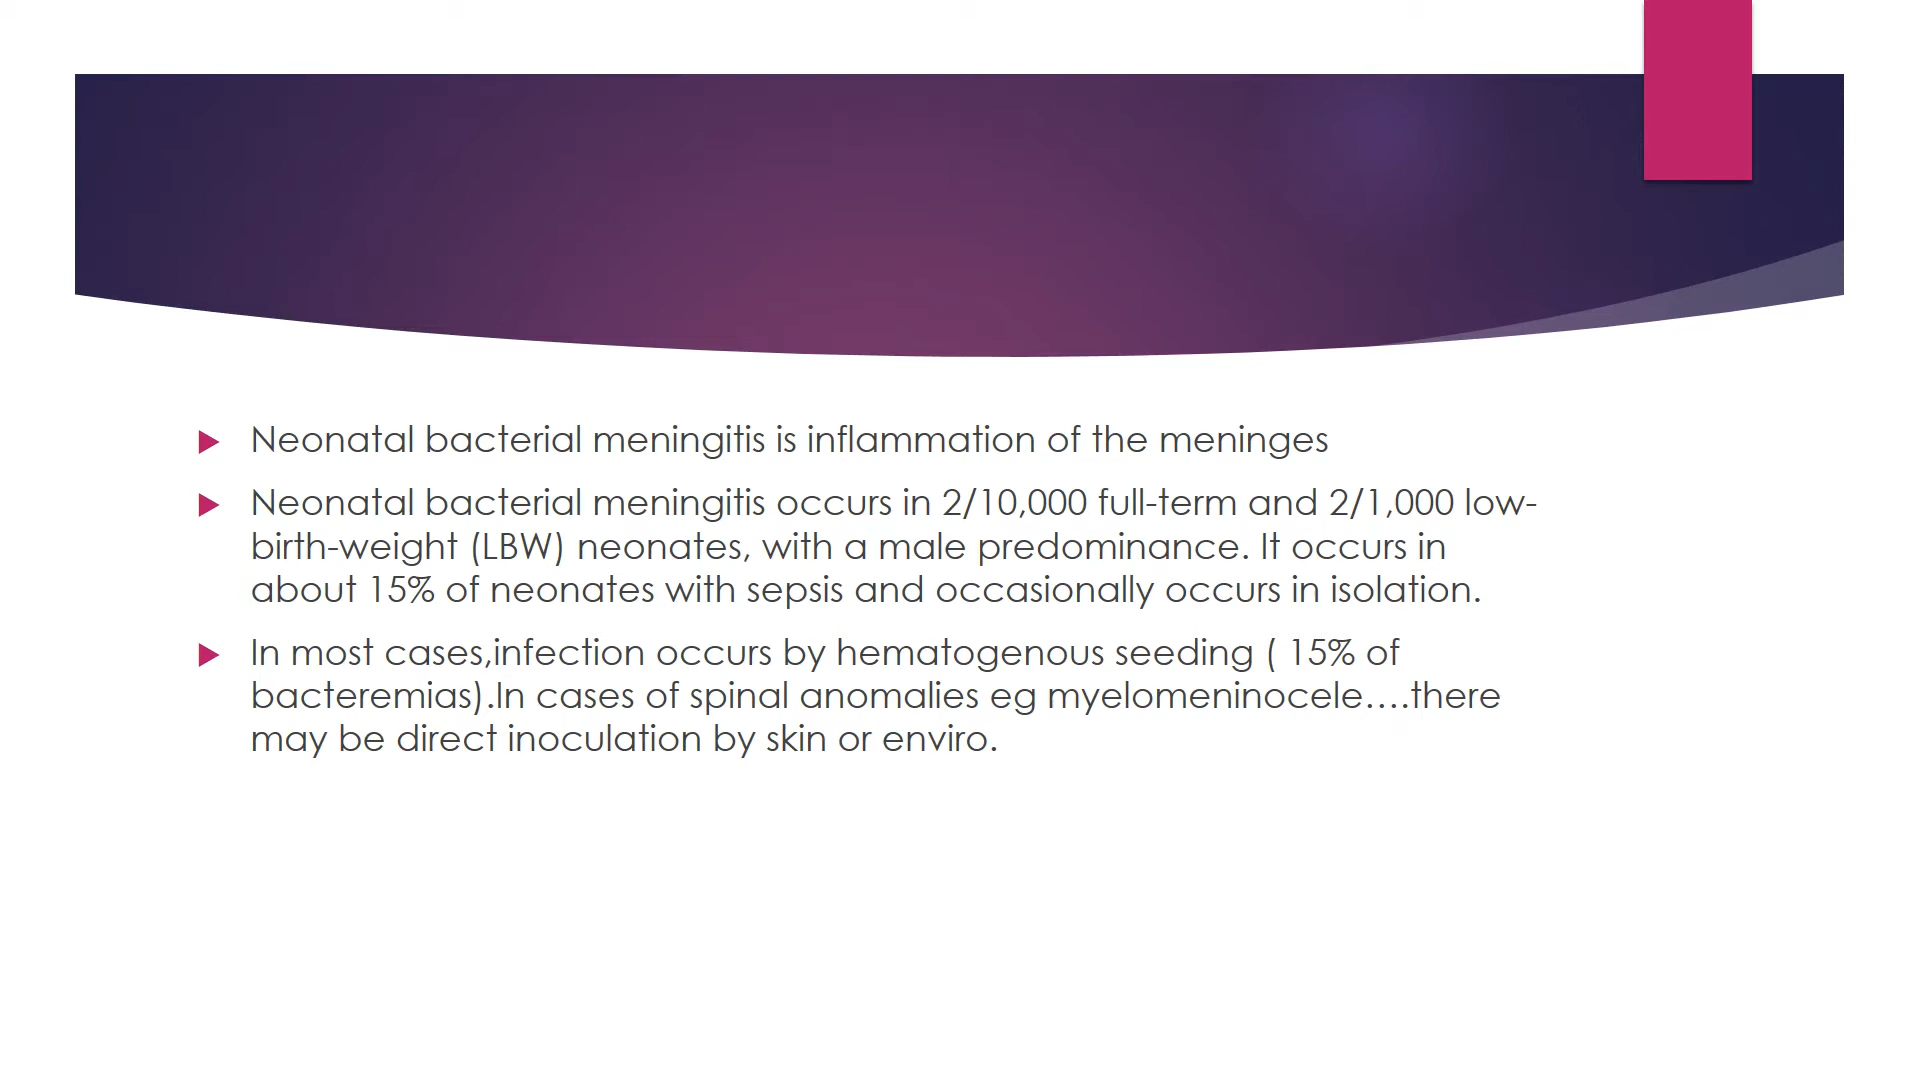 Neonatal bacterial meningitis is inflammation of the meninges
Neonatal bacterial meningitis occurs in 2/10,000 full-term and 2/1,000 low-
birth-weight (LBW) neonates, with a male predominance. It occurs in
about 15% of neonates with sepsis and occasionally occurs in isolation.
In most cases,infection occurs by hematogenous seeding ( 15% of
bacteremias).In cases of spinal anomalies eg myelomeninocele....there
may be direct inoculation by skin or enviro.